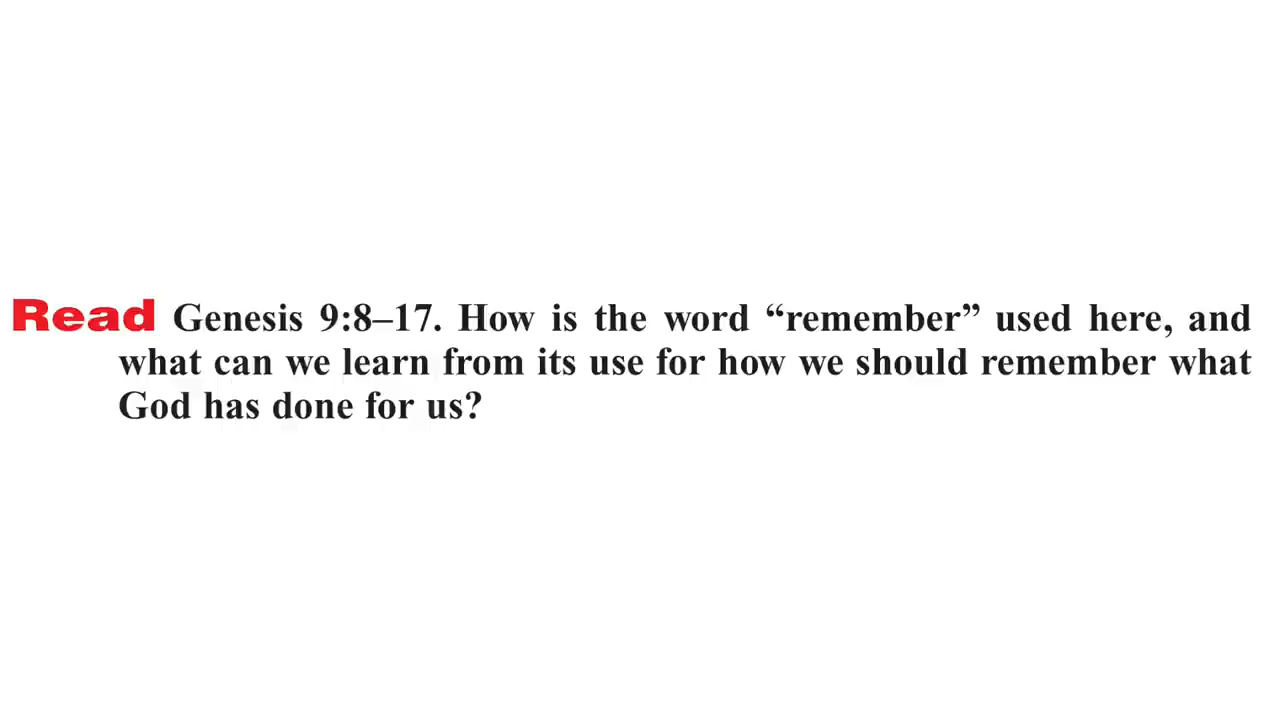 Read Genesis 9:8–17. How is the word “remember” used here, and
what can we learn from its use for how we should remember what
God has done for us?